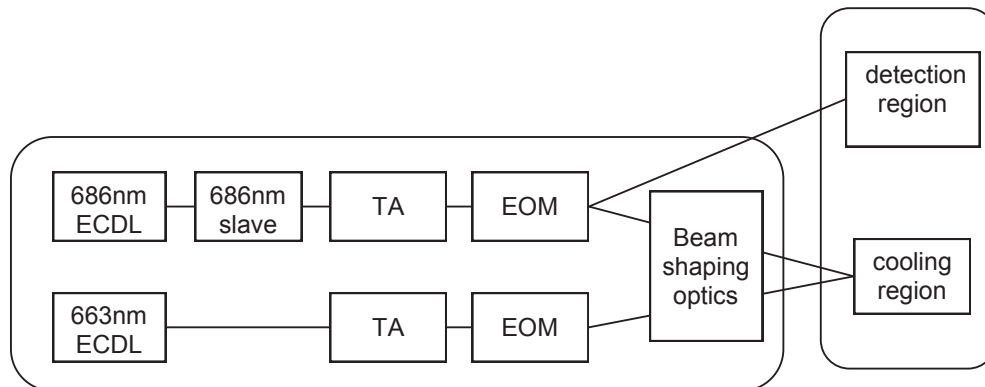 detection
region
686nm
ECDL
686nm
slave
TA
EOM
Beam
shaping
optics
cooling
region
663nm
ECDL
TA
EOM